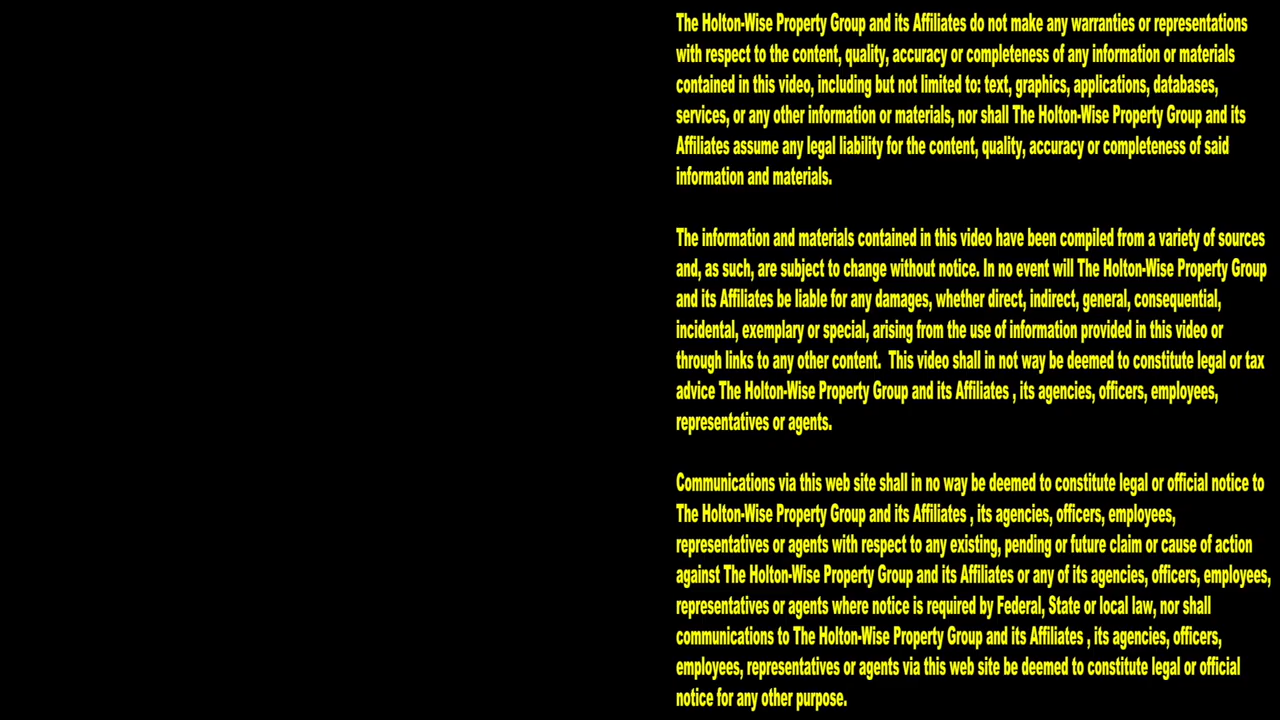 The Holton-Wise Property Group and its Affiliates do not make any warranties or representations
with respect to the content, quality, accuracy or completeness of any information or materials
contained in this video, including but not limited to: text, graphics, applications, databases,
services, or any other information or materials, nor shall The Holton-Wise Property Group and its
Affiliates assume any legal liability for the content, quality, accuracy or completeness of said
information and materials.
The information and materials contained in this video have been compiled from a variety of sources
and, as such, are subject to change without notice. In no event will The Holton-Wise Property Group
and its Affiliates be liable for any damages, whether direct, indirect, general, consequential,
incidental, exemplary or special, arising from the use of information provided in this video or
through links to any other content.  This video shall in not way be deemed to constitute legal or tax
advice The Holton-Wise Property Group and its Affiliates , its agencies, officers, employees,
representatives or agents.
Communications via this web site shall in no way be deemed to constitute legal or official notice to
The Holton-Wise Property Group and its Affiliates , its agencies, officers, employees,
representatives or agents with respect to any existing, pending or future claim or cause of action
against The Holton-Wise Property Group and its Affiliates or any of its agencies, officers, employees,
representatives or agents where notice is required by Federal, State or local law, nor shall
communications to The Holton-Wise Property Group and its Affiliates , its agencies, officers,
employees, representatives or agents via this web site be deemed to constitute legal or official
notice for any other purpose.